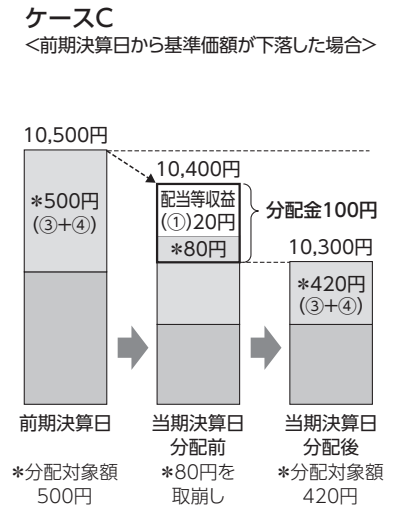 ケースC
<前期決算日から基準価額が下落した場合>
10,500円
*500円
(③+④)
10,400円
配当等収益
(①)20円
*80円
分配金100円
10,300円
*420円
(③+④)
前期決算日
当期決算日
分配前
当期決算日
分配後
*分配対象額
500円
*80円を
取崩し
*分配対象額
420円